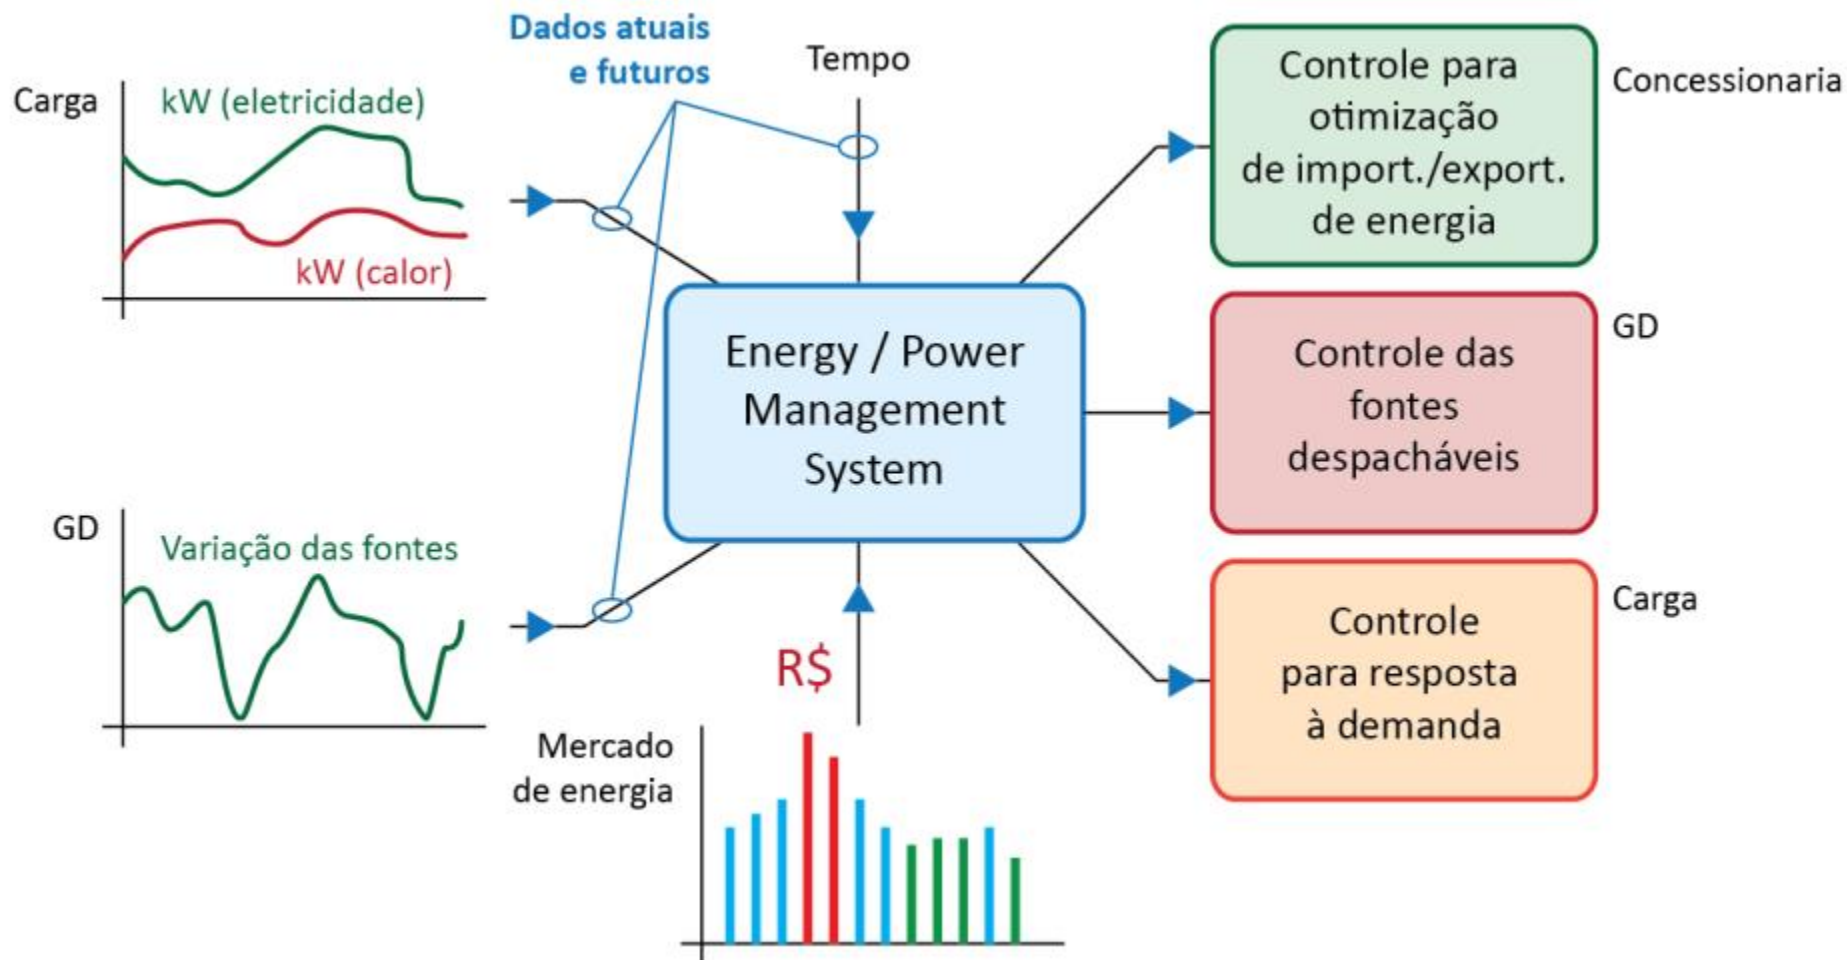 Dados atuais
e futuros
Tempo
Carga
kW (eletricidade)
kW (calor)
GD
Variação das fontes
Energy / Power
Management
System
R$
Mercado
de energia
Controle para
otimização
de import./export.
de energia
Concessionaria
Controle das
fontes
despacháveis
GD
Controle
para resposta
à demanda
Carga